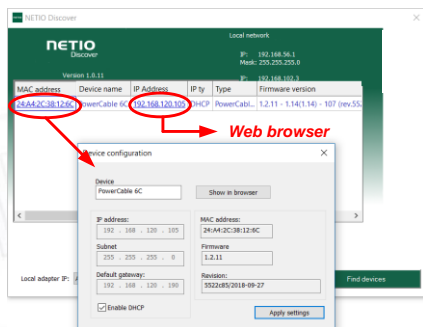 NETIO Discover
NETIO
Discover
Version 1.0.11
Local network
IP: 192.168.56.1
Mask: 255.255.255.0
IP: 192.168.102.3
MAC address Device name IP Address IP ty Type Firmware version
24:A4:2C:38:12:6C PowerCable 6C 192.168.120.105 DHCP PowerCabl... 1.2.11 - 1.14(1.14) - 107 (rev.55
Web browser
Device configuration
Device
PowerCable 6C
Show in browser
IP address: MAC address:
192 . 168 . 120 . 105 24:A4:2C:38:12:6C
Subnet Firmware
255 . 255 . 255 . 0 1.2.11
Default gateway: Revision:
192 . 168 . 120 . 190 5522c85/2018-09-27
Enable DHCP
Apply settings
Local adapter IP:
Find devices